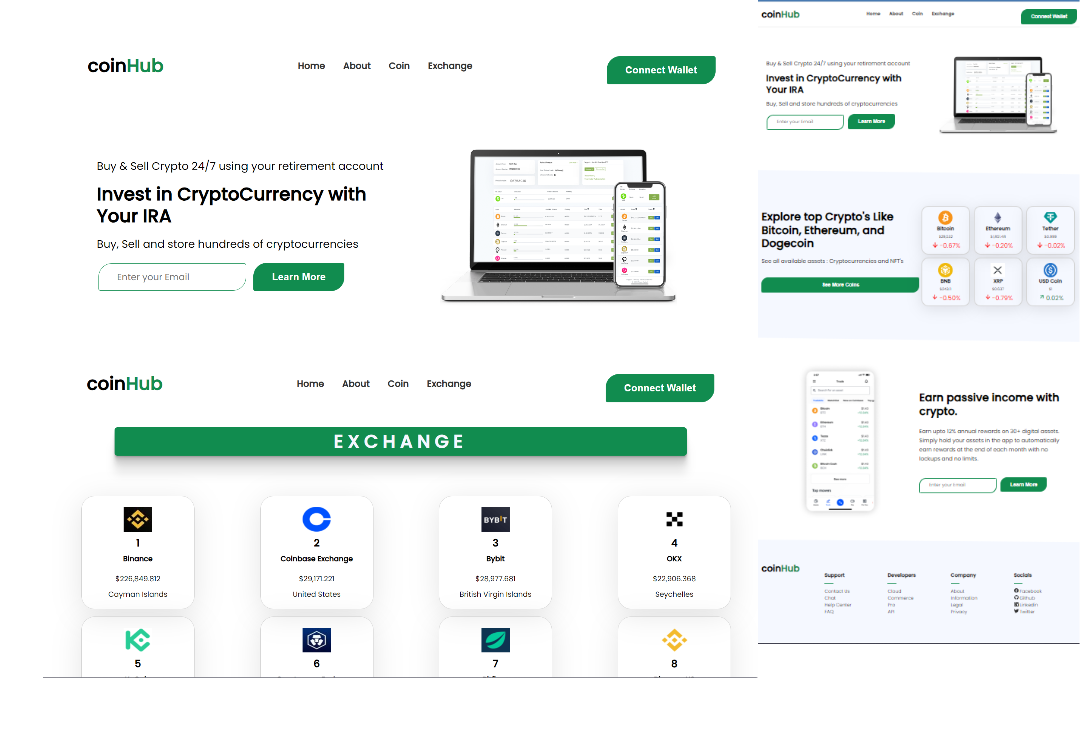 coinHub
Home About Coin Exchange
Connect Wallet
Buy & Sell Crypto 24/7 using your retirement account
Invest in CryptoCurrency with
Your IRA
Buy, Sell and store hundreds of cryptocurrencies
Enter your Email
Learn More
coinHub
Home About Coin Exchange
Connect Wallet
EXCHANGE
1
Binance
$226,849.812
Cayman Islands
2
Coinbase Exchange
$29,171.221
United States
BYBIT
3
Bybit
$28,977.681
British Virgin Islands
4
OKX
$22,906.368
Seychelles
5
6
7
8
coinHub
Home About Coin Exchange
Connect Wallet
Buy & Sell Crypto 24/7 using your retirement account
Invest in CryptoCurrency with
Your IRA
Buy, Sell and store hundreds of cryptocurrencies
Enter your Email
Learn More
Explore top Crypto's Like
Bitcoin, Ethereum, and
Dogecoin
See all available assets : Cryptocurrencies and NFT's
See More Coins
Bitcoin
-0.67%
Ethereum
-0.20%
Tether
-0.02%
BNB
-0.50%
XRP
-0.79%
USD Coin
0.02%
Earn passive income with
crypto.
Earn upto 12% annual rewards on 30+ digital assets.
Simply hold your assets in the app to automatically
earn rewards at the end of each month with no
lockups and no limits.
Enter your Email
Learn More
coinHub
Support
Contact Us
Chat
Help Center
FAQ
Developers
Cloud
Commerce
Pro
API
Company
About
Information
Legal
Privacy
Socials
Facebook
Github
Linkedin
Twitter